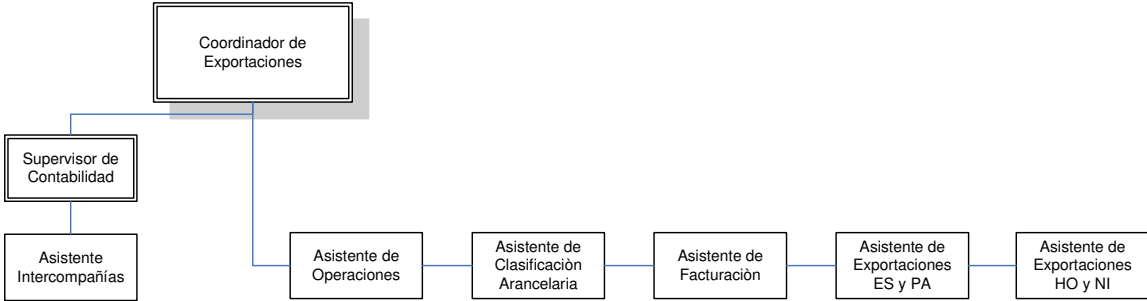 Coordinador de
Exportaciones
Supervisor de
Contabilidad
Asistente
Intercompañías
Asistente de
Operaciones
Asistente de
Clasificaciòn
Arancelaria
Asistente de
Facturaciòn
Asistente de
Exportaciones
ES y PA
Asistente de
Exportaciones
HO y NI